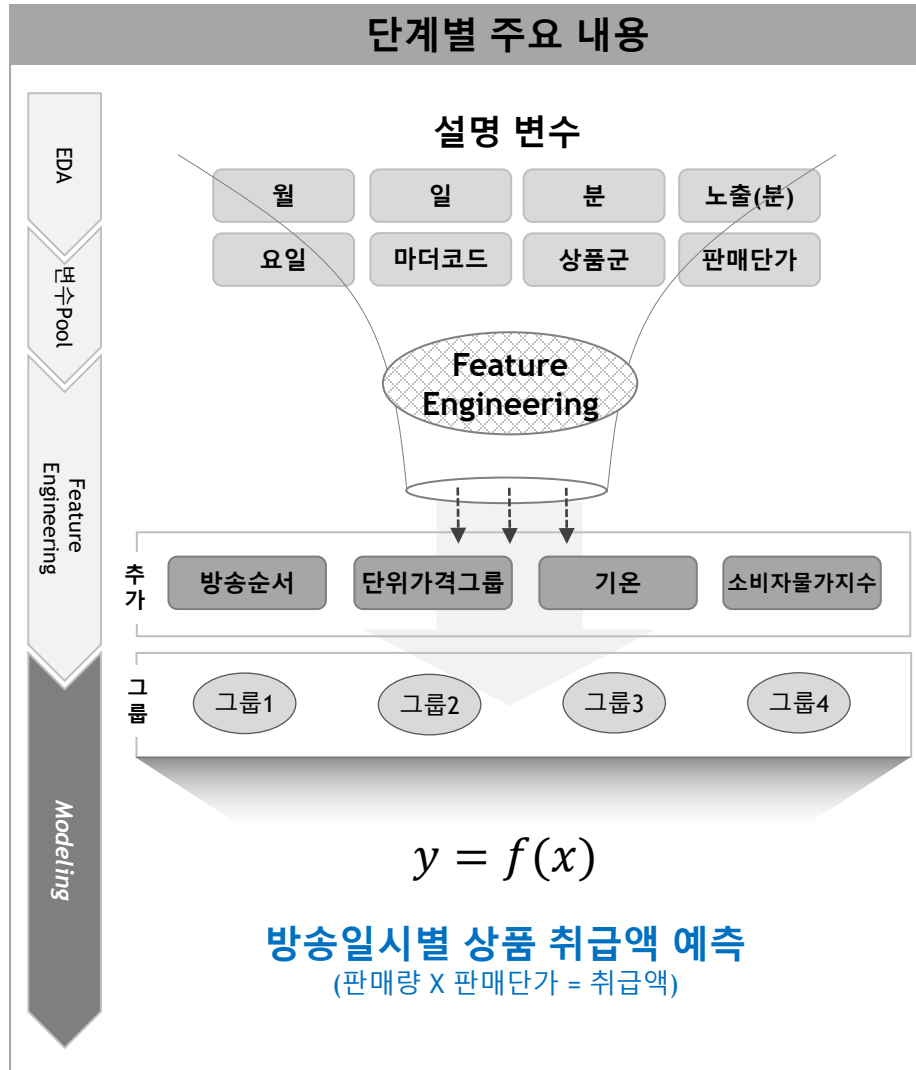 단계별 주요 내용
EDA
변수Pool
Feature
Engineering
Modeling
설명 변수
월
일
분
노출(분)
요일
마더코드
상품군
판매단가
Feature
Engineering
추가
방송순서
단위가격그룹
기온
소비자물가지수
그룹
그룹1
그룹2
그룹3
그룹4
y = f(x)
방송일시별 상품 취급액 예측
(판매량 X 판매단가 = 취급액)